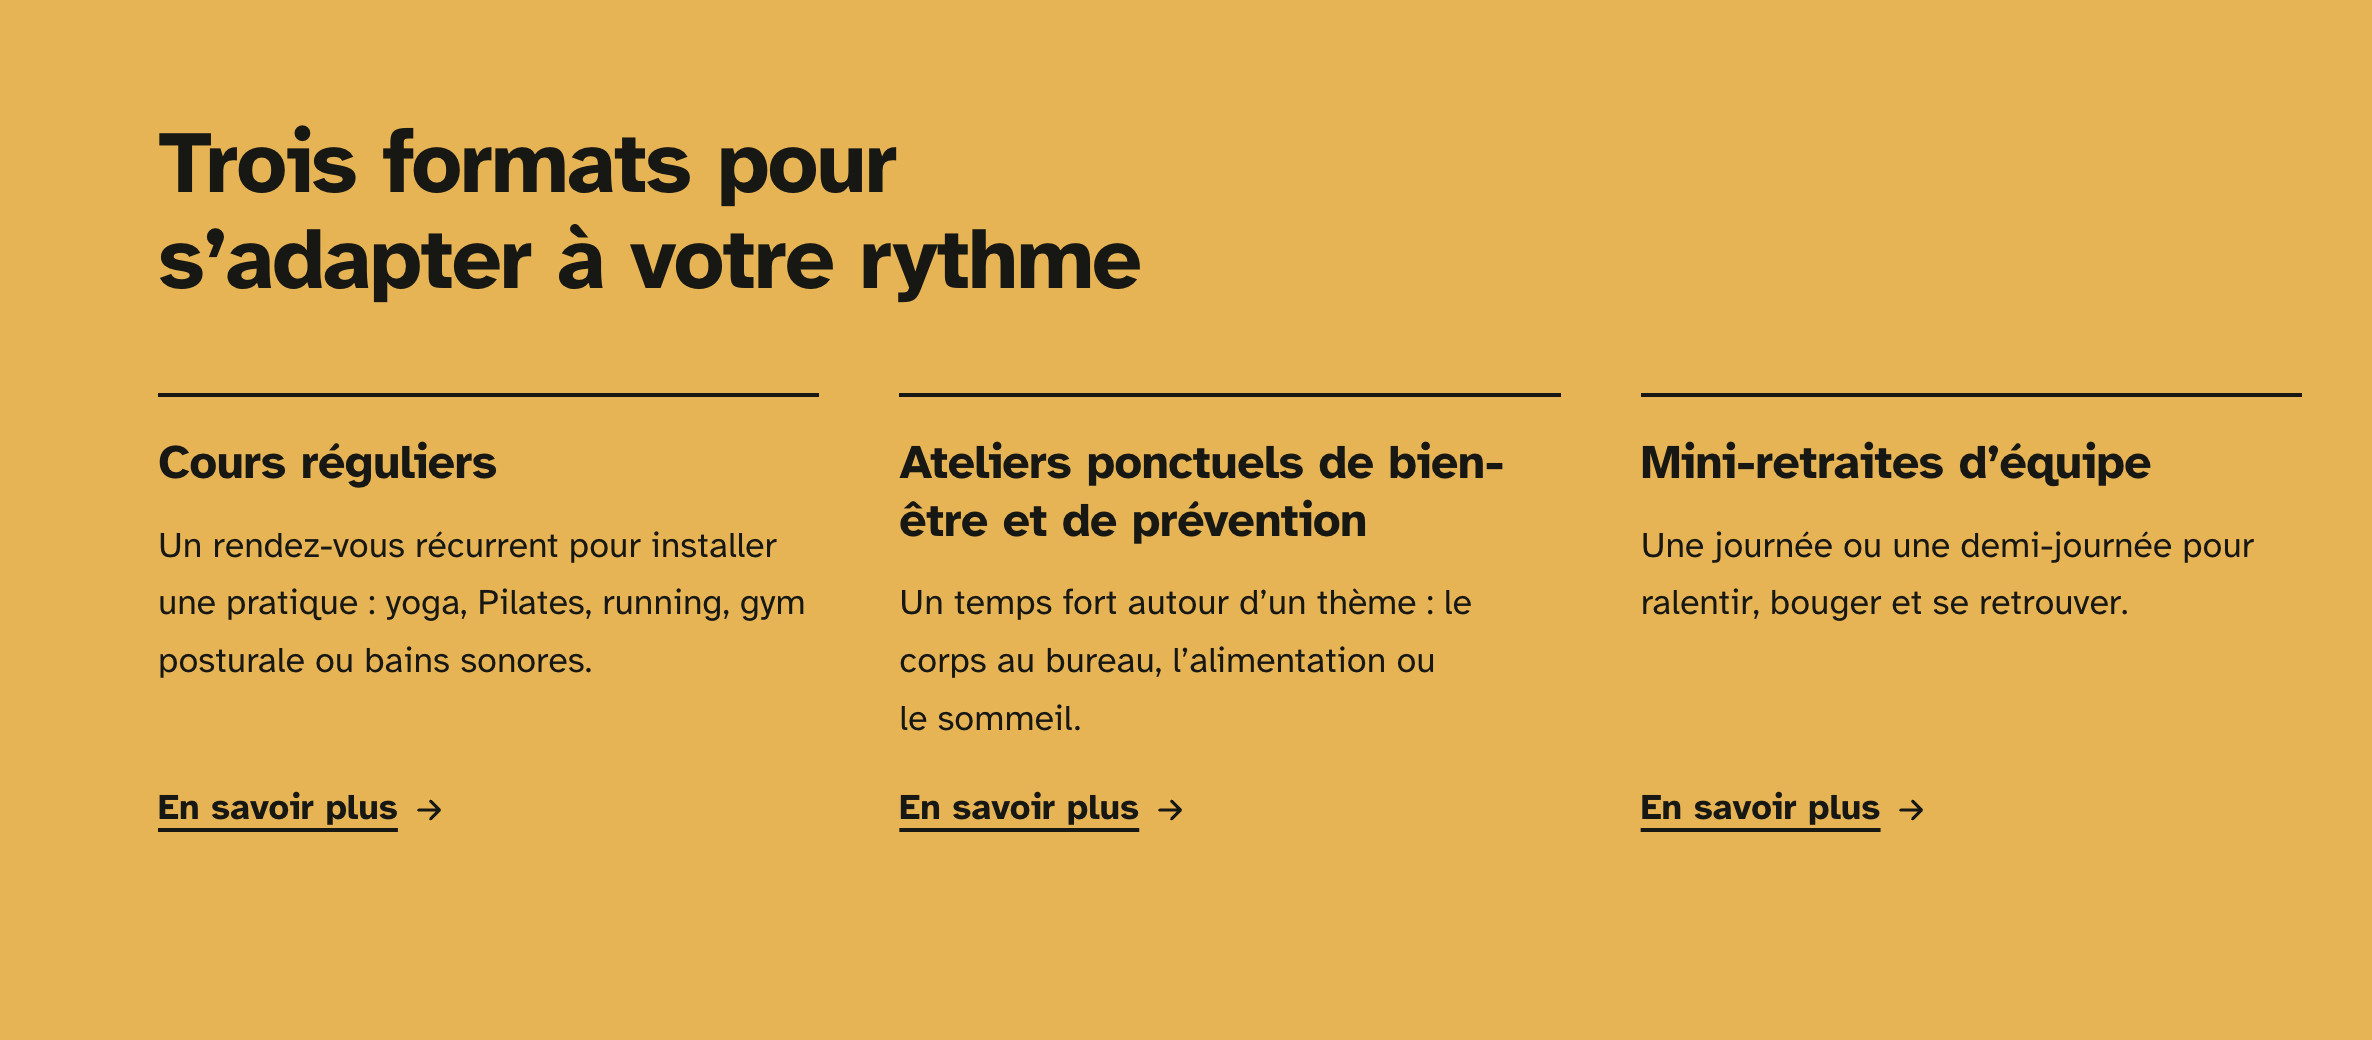 Trois formats pour
s’adapter à votre rythme
Cours réguliers
Un rendez-vous récurrent pour installer
une pratique : yoga, Pilates, running, gym
posturale ou bains sonores.
En savoir plus →
Ateliers ponctuels de bien-
être et de prévention
Un temps fort autour d’un thème : le
corps au bureau, l’alimentation ou
le sommeil.
En savoir plus →
Mini-retraites d’équipe
Une journée ou une demi-journée pour
ralentir, bouger et se retrouver.
En savoir plus →